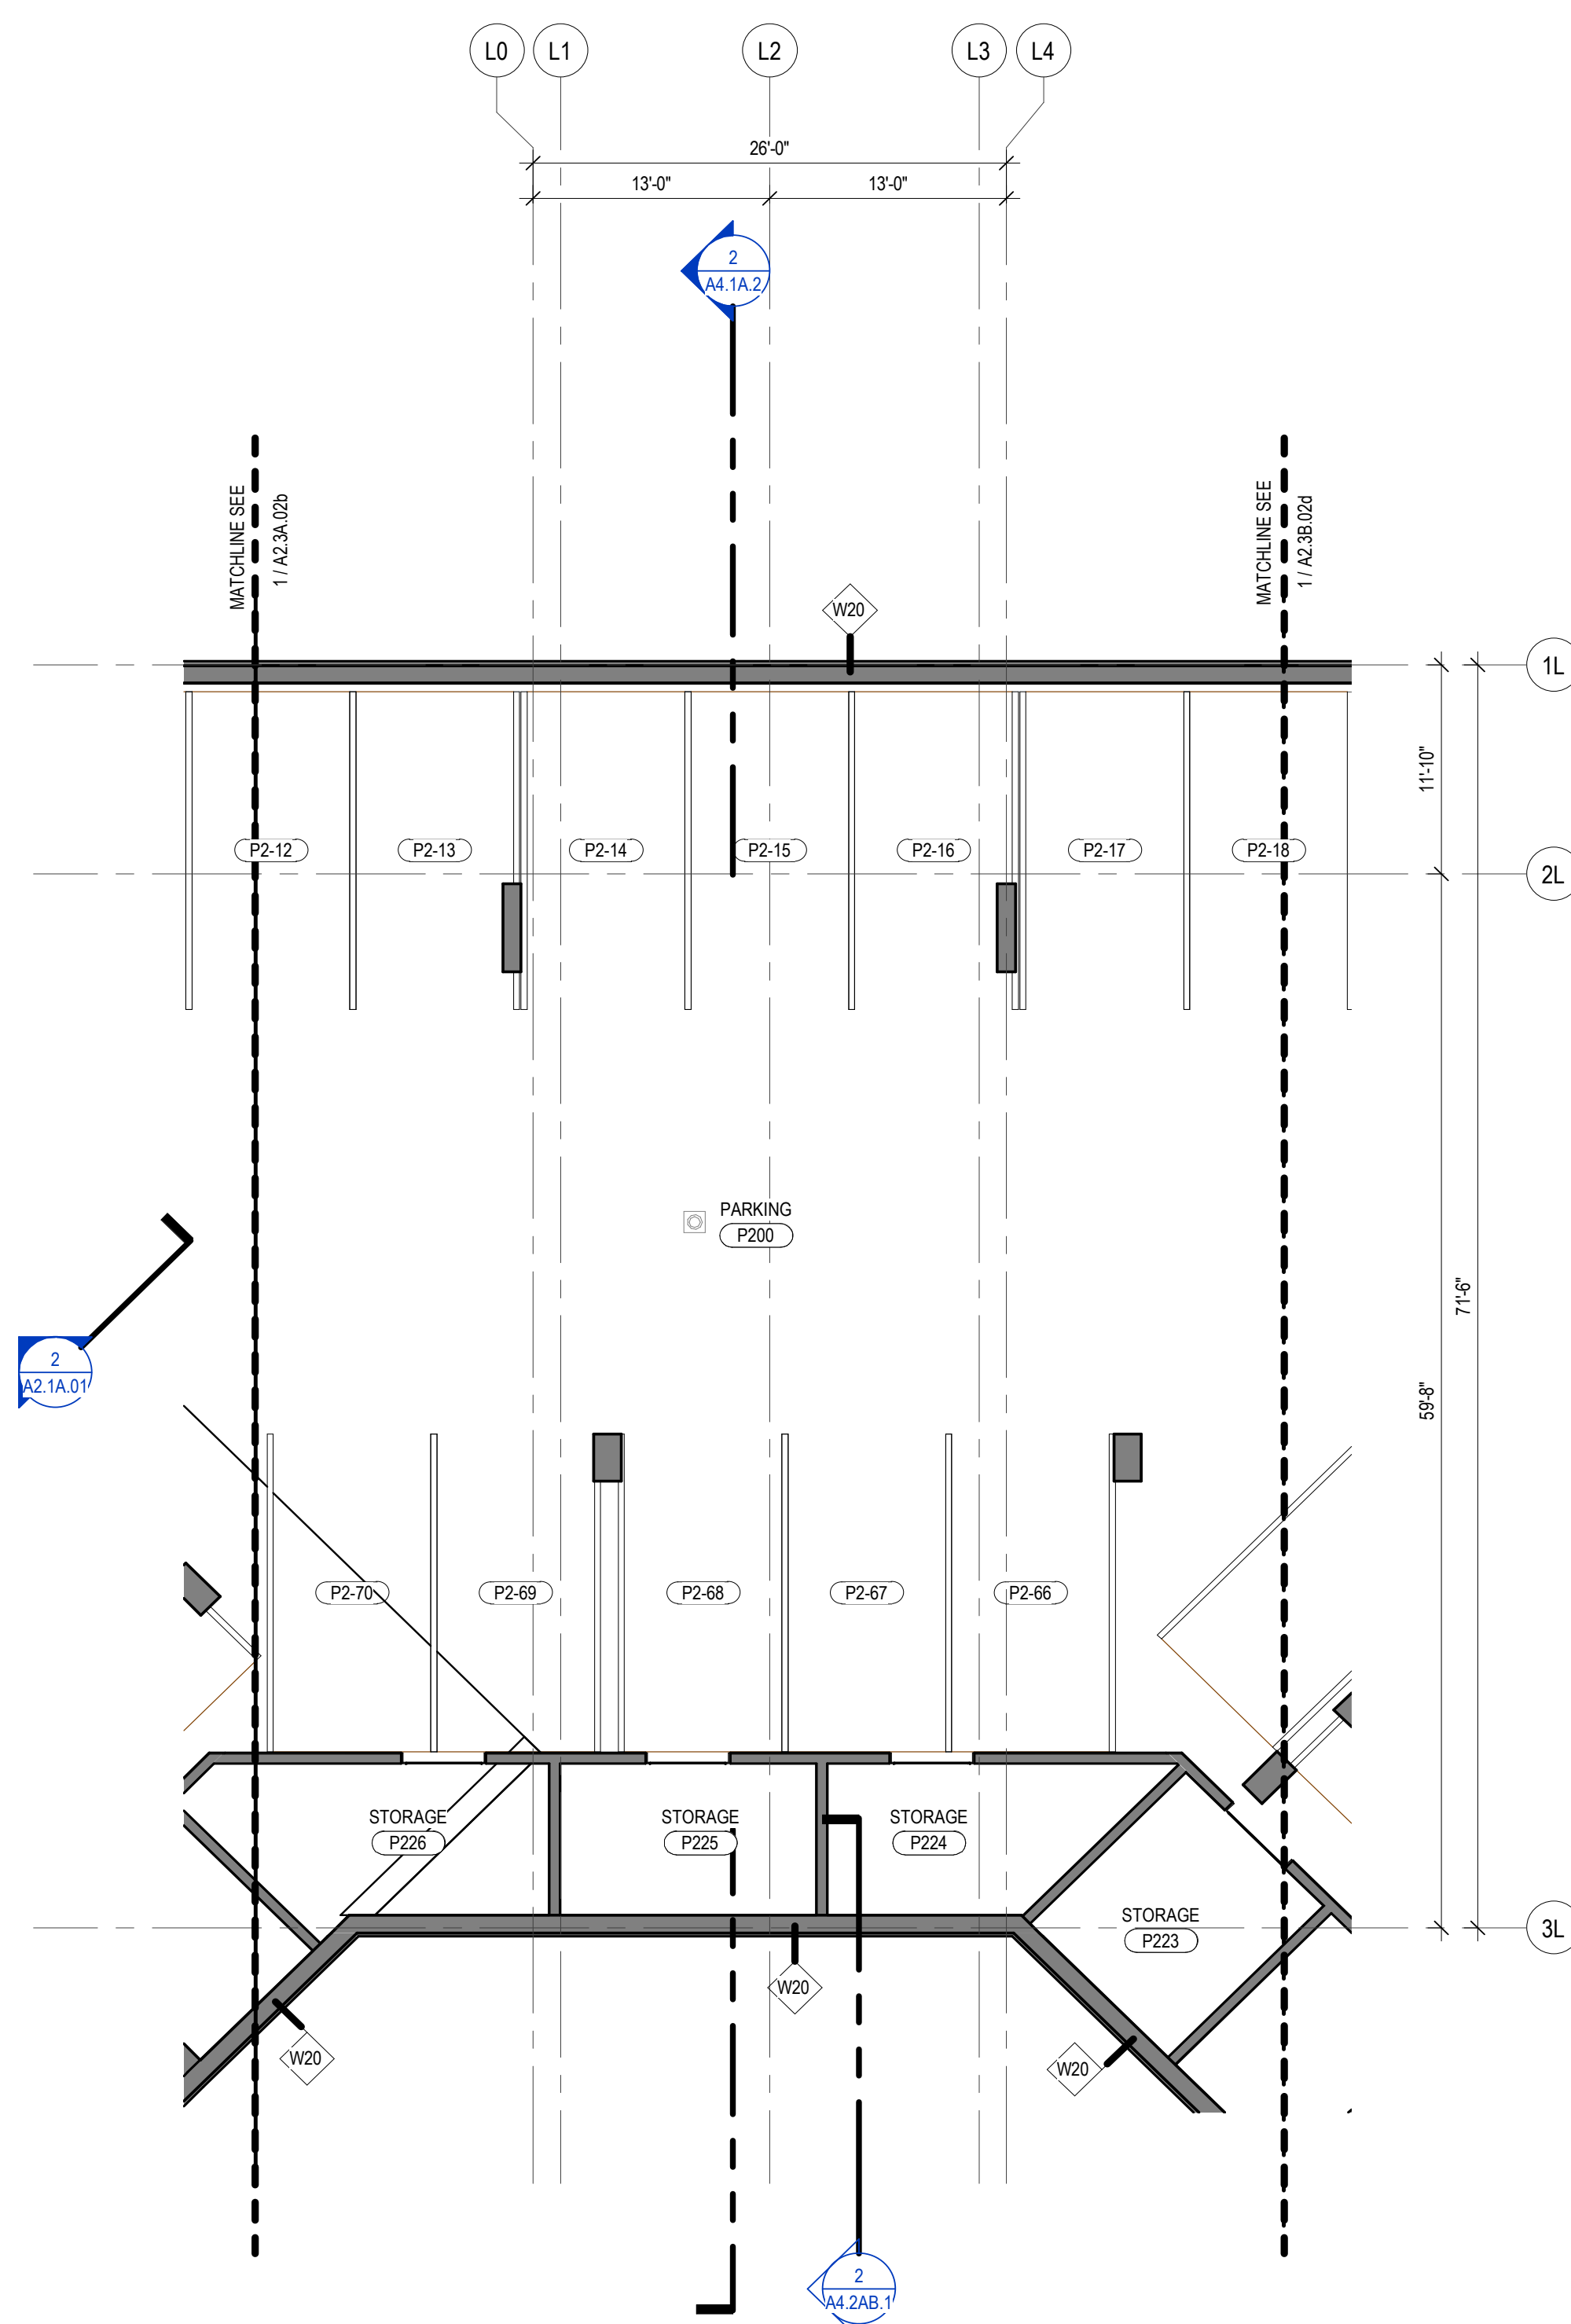 L0
L1
L2
L3
L4
26'-0"
13'-0"
13'-0"
2
A4.1A.2
MATCHLINE SEE
1 / A2.3A.02b
MATCHLINE SEE
1 / A2.3B.02d
W20
1L
11'-10"
P2-12
P2-13
P2-14
P2-15
P2-16
P2-17
P2-18
2L
PARKING
P200
71'-6"
2
A2.1A.01
59'-8"
P2-70
P2-69
P2-68
P2-67
P2-66
STORAGE
P226
STORAGE
P225
STORAGE
P224
STORAGE
P223
3L
W20
W20
W20
2
A4.2AB.1